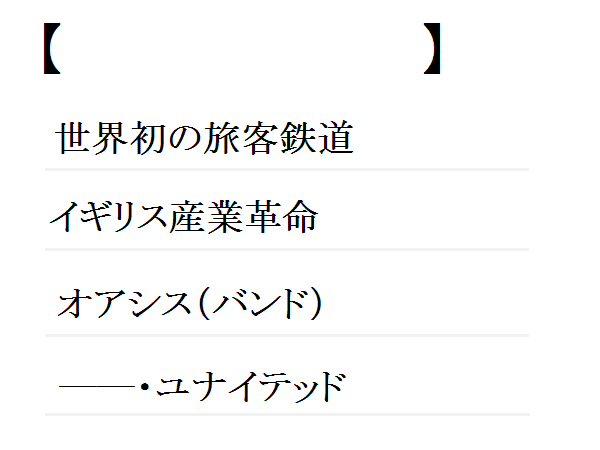 【　　　　　　　　　】
世界初の旅客鉄道
イギリス産業革命
オアシス(バンド)
――・ユナイテッド